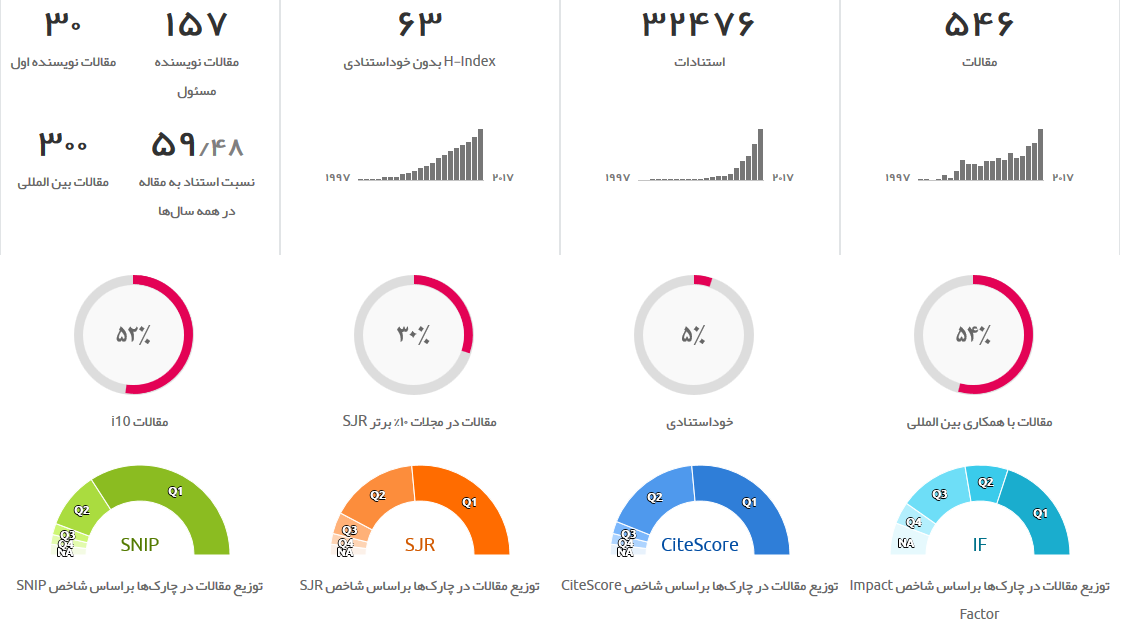 ۵۴۶
مقالات
۱۹۹۷
۲۰۱۷
۳۲۴۷۶
استنادات
۱۹۹۷
۲۰۱۷
۶۳
H-Index بدون خوداستنادی
۱۹۹۷
۲۰۱۷
۱۵۷
مقالات نویسنده
مسئول
۳۰
مقالات نویسنده اول
۵۹/۴۸
نسبت استناد به مقاله
در همه سال‌ها
۳۰۰
مقالات بین المللی
۵۴%
مقالات با همکاری بین المللی
۵%
خوداستنادی
۳۰%
مقالات در مجلات ۱۰٪ برتر SJR
۵۲%
مقالات i10
NA
Q4
Q3
Q2
Q1
IF
توزیع مقالات در چارک‌ها براساس شاخص Impact
Factor
NA
Q4
Q3
Q2
Q1
CiteScore
توزیع مقالات در چارک‌ها براساس شاخص CiteScore
NA
Q4
Q3
Q2
Q1
SJR
توزیع مقالات در چارک‌ها براساس شاخص SJR
NA
Q4
Q3
Q2
Q1
SNIP
توزیع مقالات در چارک‌ها براساس شاخص SNIP